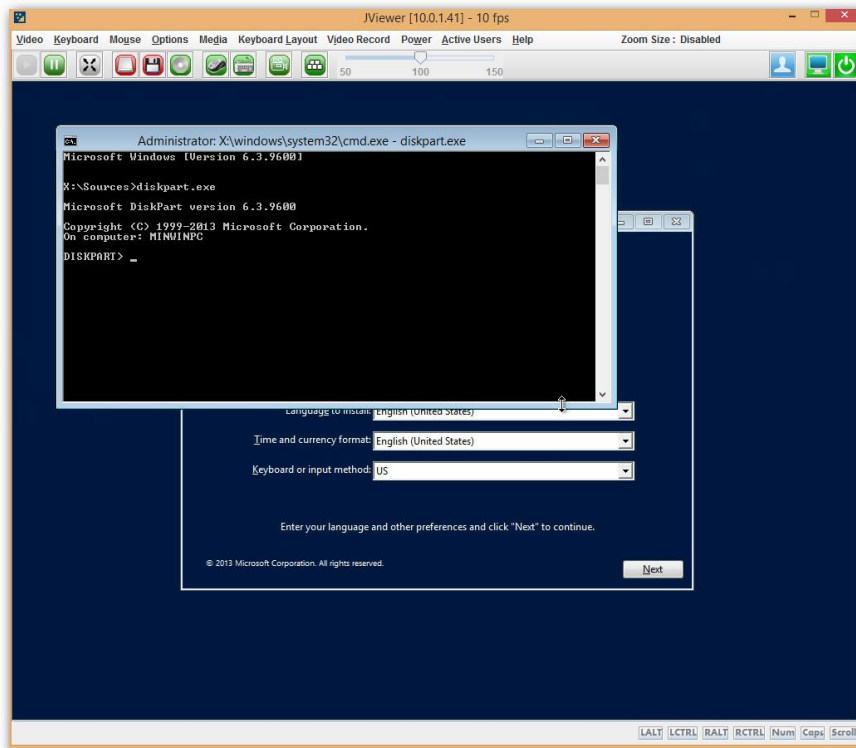 JViewer [10.0.1.41] - 10 fps
Video Keyboard Mouse Options Media Keyboard Layout Video Record Power Active Users Help Zoom Size : Disabled
50 100 150
Administrator: X:\windows\system32\cmd.exe - diskpart.exe
Microsoft Windows [Version 6.3.9600]
X:\Sources>diskpart.exe
Microsoft DiskPart version 6.3.9600
Copyright (C) 1999-2013 Microsoft Corporation.
On computer: MINWINPC
DISKPART> _
Language to install: English (United States)
Time and currency format: English (United States)
Keyboard or input method: US
Enter your language and other preferences and click "Next" to continue.
© 2013 Microsoft Corporation. All rights reserved.
Next
LALT LCTRL RALT RCTRL Num Caps Scroll